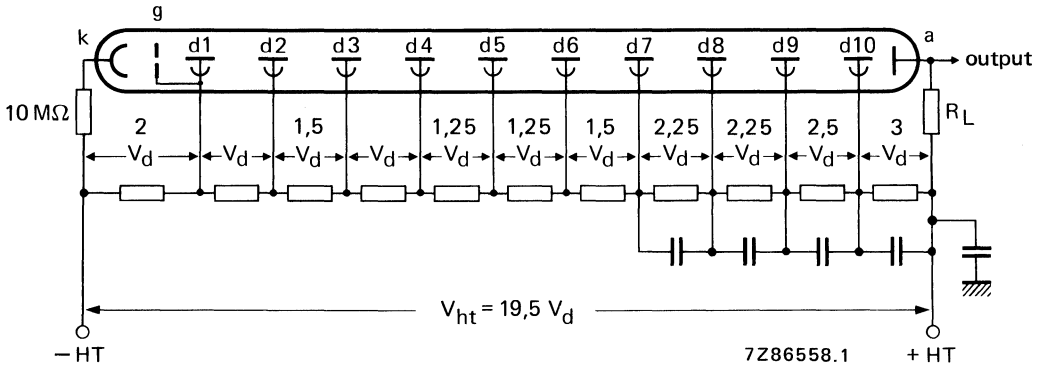 g
k d1 d2 d3 d4 d5 d6 d7 d8 d9 d10 a
output
10 MΩ
R_L
2 1,5 1,25 1,25 1,5 2,25 2,25 2,5 3
V_d V_d V_d V_d V_d V_d V_d V_d V_d V_d V_d
V_ht = 19,5 V_d
− HT 7Z86558.1 + HT